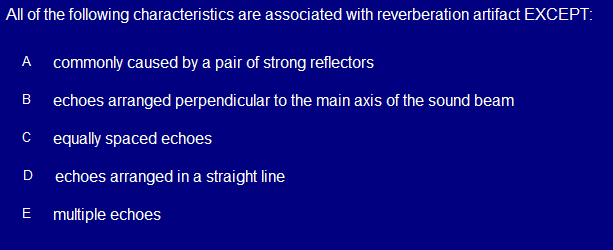 All of the following characteristics are associated with reverberation artifact EXCEPT:
A commonly caused by a pair of strong reflectors
B echoes arranged perpendicular to the main axis of the sound beam
C equally spaced echoes
D echoes arranged in a straight line
E multiple echoes